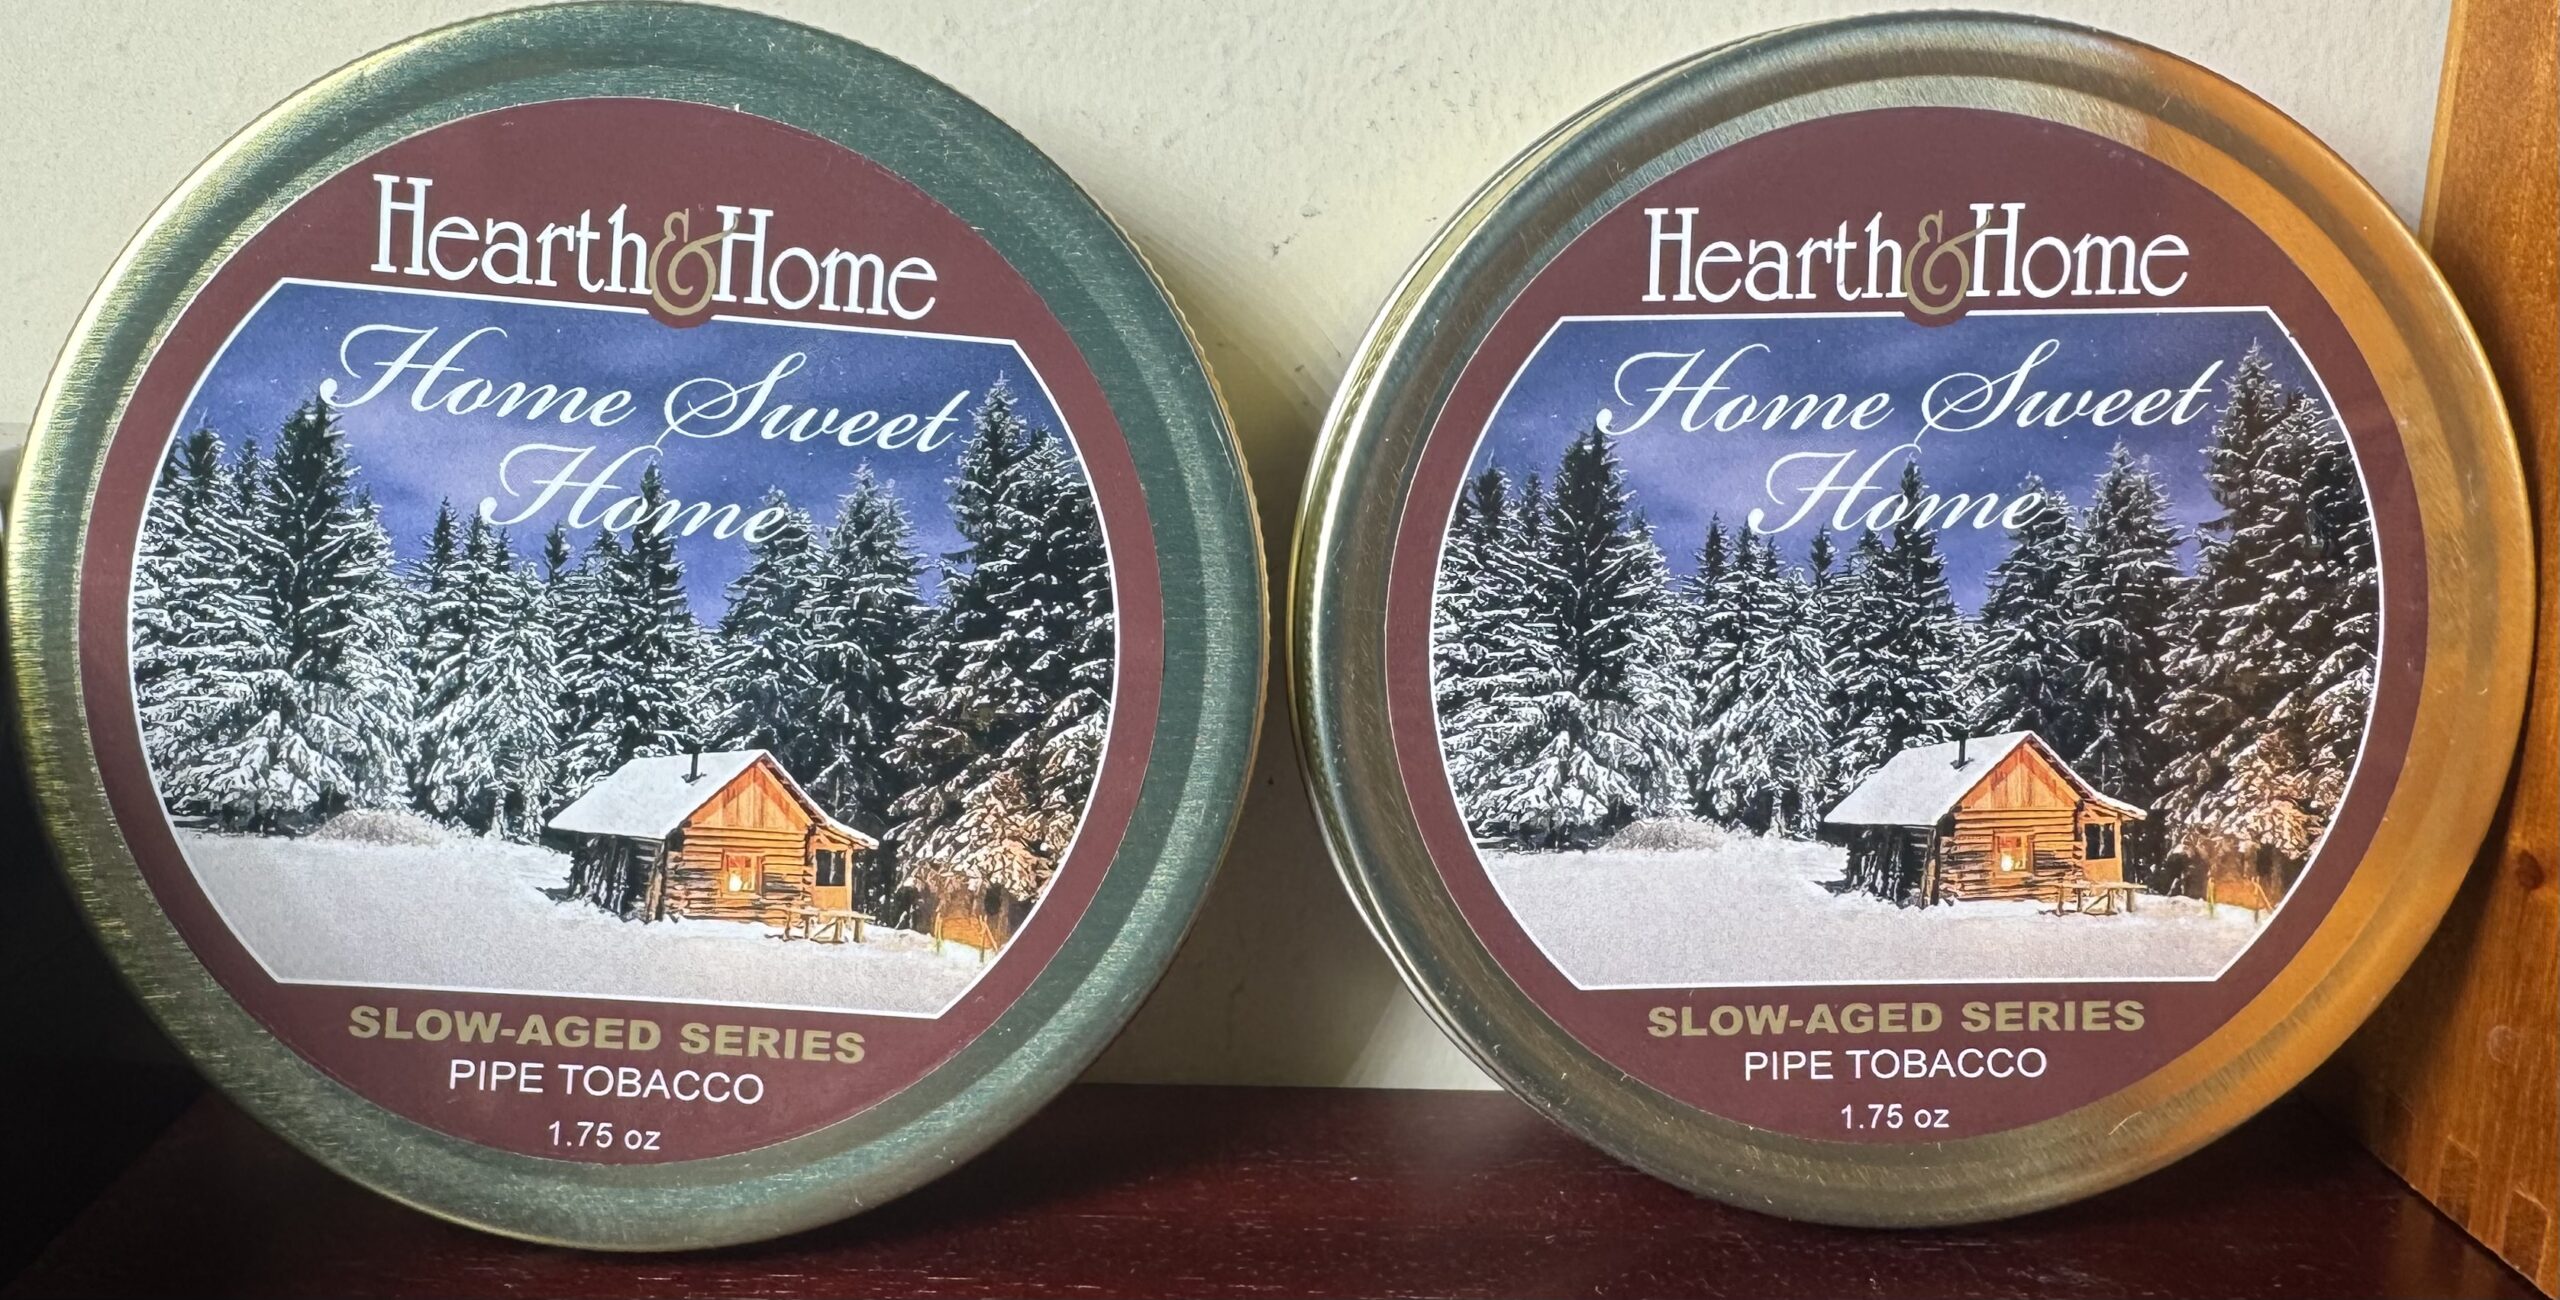 Hearth & Home
Home Sweet
Home
SLOW-AGED SERIES
PIPE TOBACCO
1.75 oz
Hearth & Home
Home Sweet
Home
SLOW-AGED SERIES
PIPE TOBACCO
1.75 oz